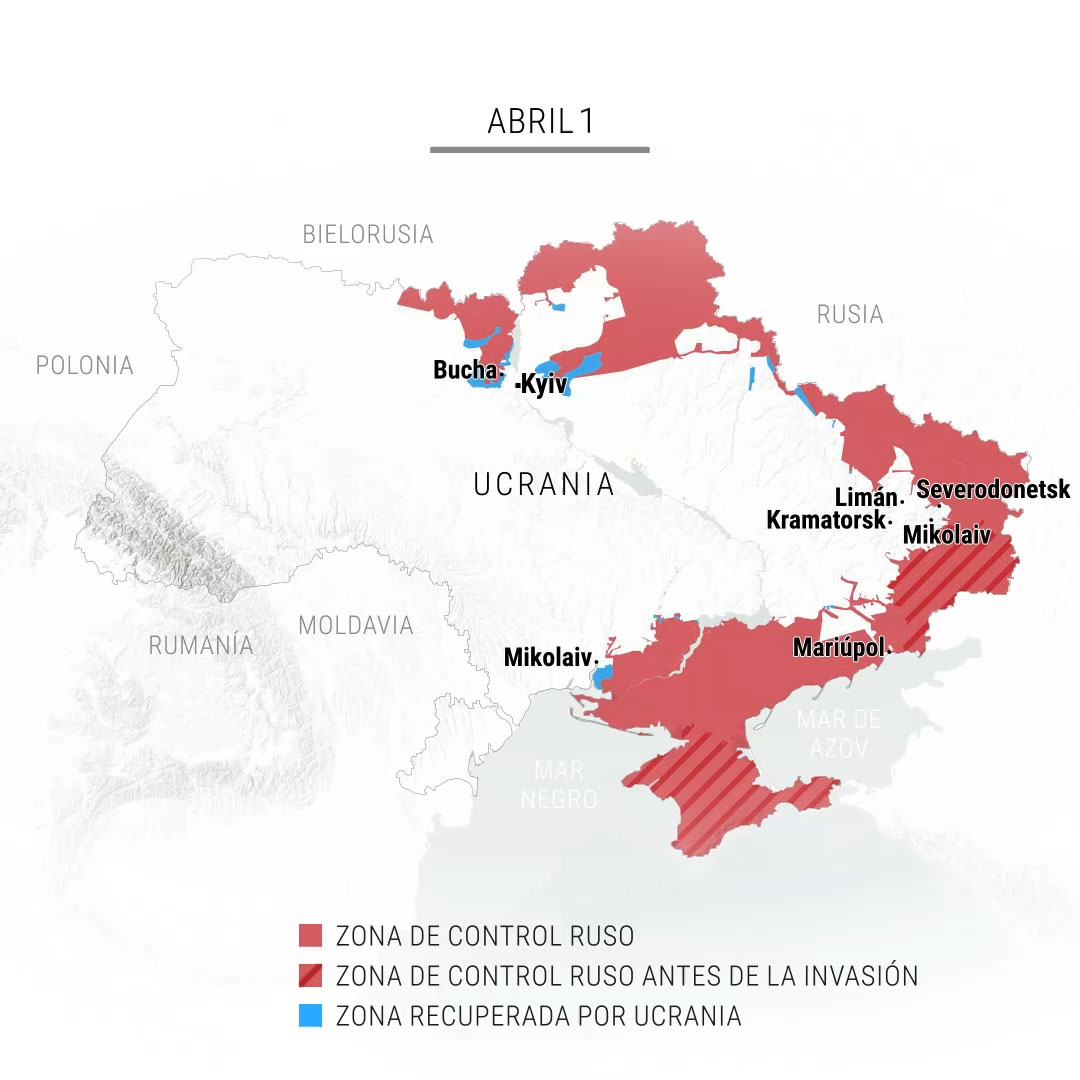 ABRIL 1
BIELORUSIA
RUSIA
POLONIA
Bucha
Kyiv
UCRANIA
Limán
Severodonetsk
Kramatorsk
Mikolaiv
MOLDAVIA
RUMANÍA
Mikolaiv
Mariúpol
MAR DE
AZOV
MAR
NEGRO
ZONA DE CONTROL RUSO
ZONA DE CONTROL RUSO ANTES DE LA INVASIÓN
ZONA RECUPERADA POR UCRANIA